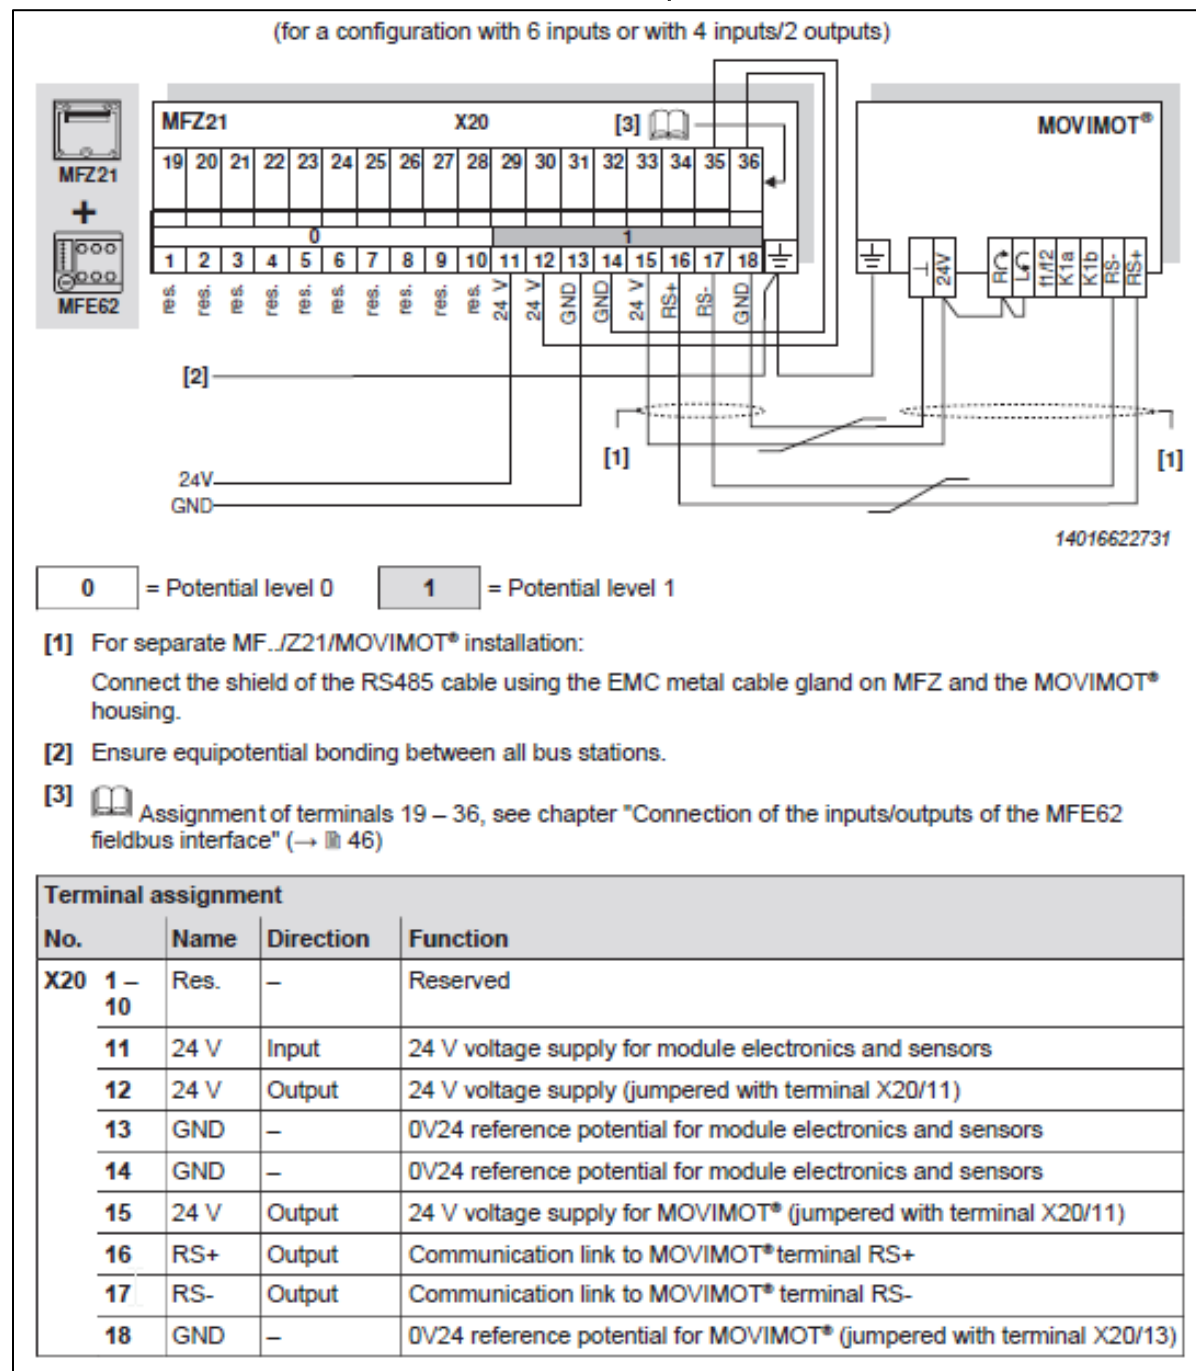 (for a configuration with 6 inputs or with 4 inputs/2 outputs)
MFZ21 X20 [3] MOVIMOT®
19 20 21 22 23 24 25 26 27 28 29 30 31 32 33 34 35 36
MFZ21
+
0 1
1 2 3 4 5 6 7 8 9 10 11 12 13 14 15 16 17 18
⊥ 24V R L f1/f2 K1a K1b RS- RS+
MFE62
res. res. res. res. res. res. res. res. res. res. 24 V 24 V GND GND 24 V RS+ RS- GND
[2]
[1] [1]
24V
GND
14016622731
0 = Potential level 0 1 = Potential level 1
[1] For separate MF../Z21/MOVIMOT® installation:
Connect the shield of the RS485 cable using the EMC metal cable gland on MFZ and the MOVIMOT®
housing.
[2] Ensure equipotential bonding between all bus stations.
[3] Assignment of terminals 19 – 36, see chapter "Connection of the inputs/outputs of the MFE62
fieldbus interface" (→ 46)
Terminal assignment
No. Name Direction Function
X20 1 – 10 Res. – Reserved
11 24 V Input 24 V voltage supply for module electronics and sensors
12 24 V Output 24 V voltage supply (jumpered with terminal X20/11)
13 GND – 0V24 reference potential for module electronics and sensors
14 GND – 0V24 reference potential for module electronics and sensors
15 24 V Output 24 V voltage supply for MOVIMOT® (jumpered with terminal X20/11)
16 RS+ Output Communication link to MOVIMOT® terminal RS+
17 RS- Output Communication link to MOVIMOT® terminal RS-
18 GND – 0V24 reference potential for MOVIMOT® (jumpered with terminal X20/13)